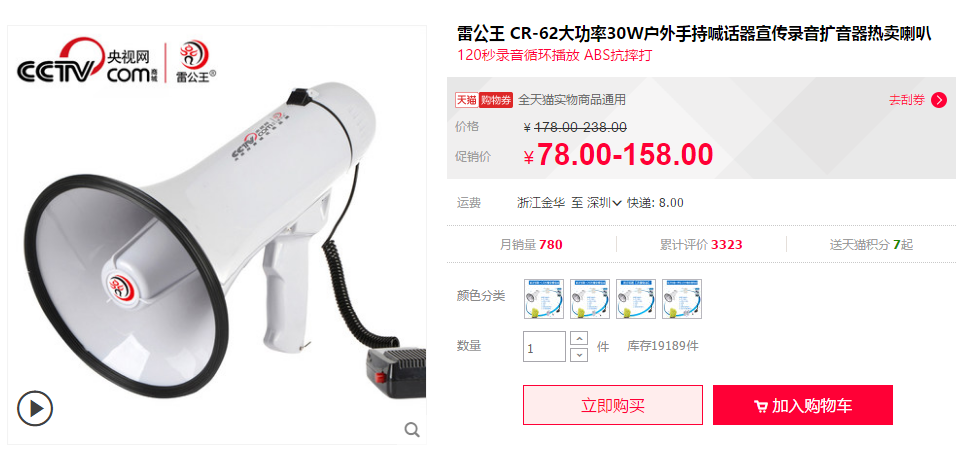 雷公王 CR-62大功率30W户外手持喊话器宣传录音扩音器热卖喇叭
120秒录音循环播放 ABS抗摔打
CCTV 央视网 com 商城 雷公王®
天猫 购物券 全天猫实物商品通用 去刮券
价格 ¥178.00-238.00
促销价 ¥78.00-158.00
运费 浙江金华 至 深圳 快递: 8.00
月销量 780 累计评价 3323 送天猫积分 7起
颜色分类
数量 1 件 库存19189件
立即购买 加入购物车